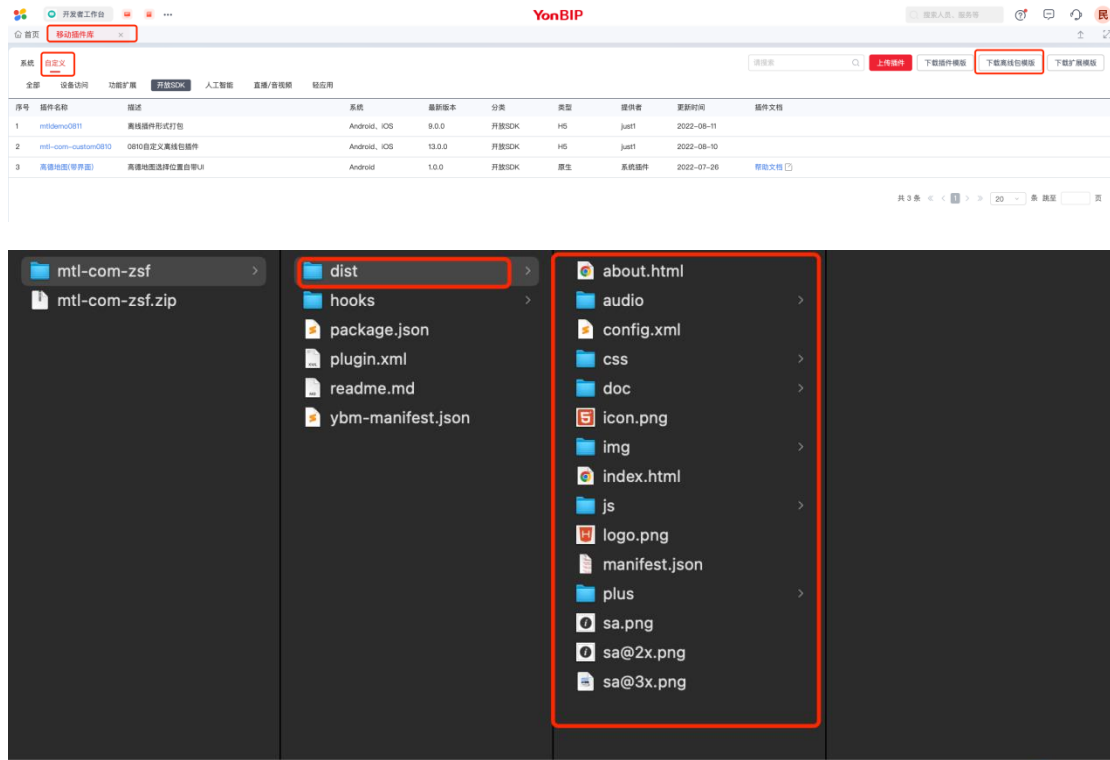 开发者工作台 YonBIP 搜索人员、服务等 民
首页 移动插件库 ×
系统 自定义 请搜索 上传插件 下载插件模版 下载离线包模版 下载扩展模版
全部 设备访问 功能扩展 开放SDK 人工智能 直播/音视频 轻应用
序号 插件名称 描述 系统 最新版本 分类 类型 提供者 更新时间 插件文档
1 mtldemo0811 离线插件形式打包 Android、iOS 9.0.0 开放SDK H5 just1 2022-08-11
2 mtl-com-custom0810 0810自定义离线包插件 Android、iOS 13.0.0 开放SDK H5 just1 2022-08-10
3 高德地图(带界面) 高德地图选择位置自带UI Android 1.0.0 开放SDK 原生 系统插件 2022-07-26 帮助文档
共 3 条 1 20 条 跳至 页
mtl-com-zsf
mtl-com-zsf.zip
dist
hooks
package.json
plugin.xml
readme.md
ybm-manifest.json
about.html
audio
config.xml
css
doc
icon.png
img
index.html
js
logo.png
manifest.json
plus
sa.png
sa@2x.png
sa@3x.png